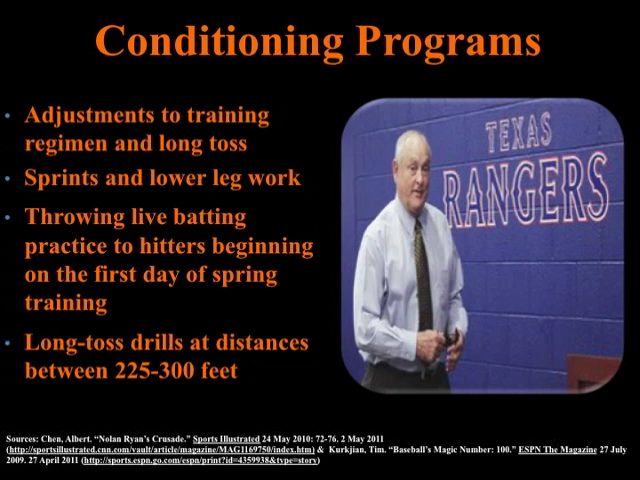 Conditioning Programs
• Adjustments to training
regimen and long toss
• Sprints and lower leg work
• Throwing live batting
practice to hitters beginning
on the first day of spring
training
• Long-toss drills at distances
between 225-300 feet
TEXAS
RANGERS
Sources: Chen, Albert. “Nolan Ryan’s Crusade.” Sports Illustrated 24 May 2010: 72-76. 2 May 2011
(http://sportsillustrated.cnn.com/vault/article/magazine/MAG1169750/index.htm) & Kurkjian, Tim. “Baseball’s Magic Number: 100.” ESPN The Magazine 27 July
2009. 27 April 2011 (http://sports.espn.go.com/espn/print?id=4359938&type=story)